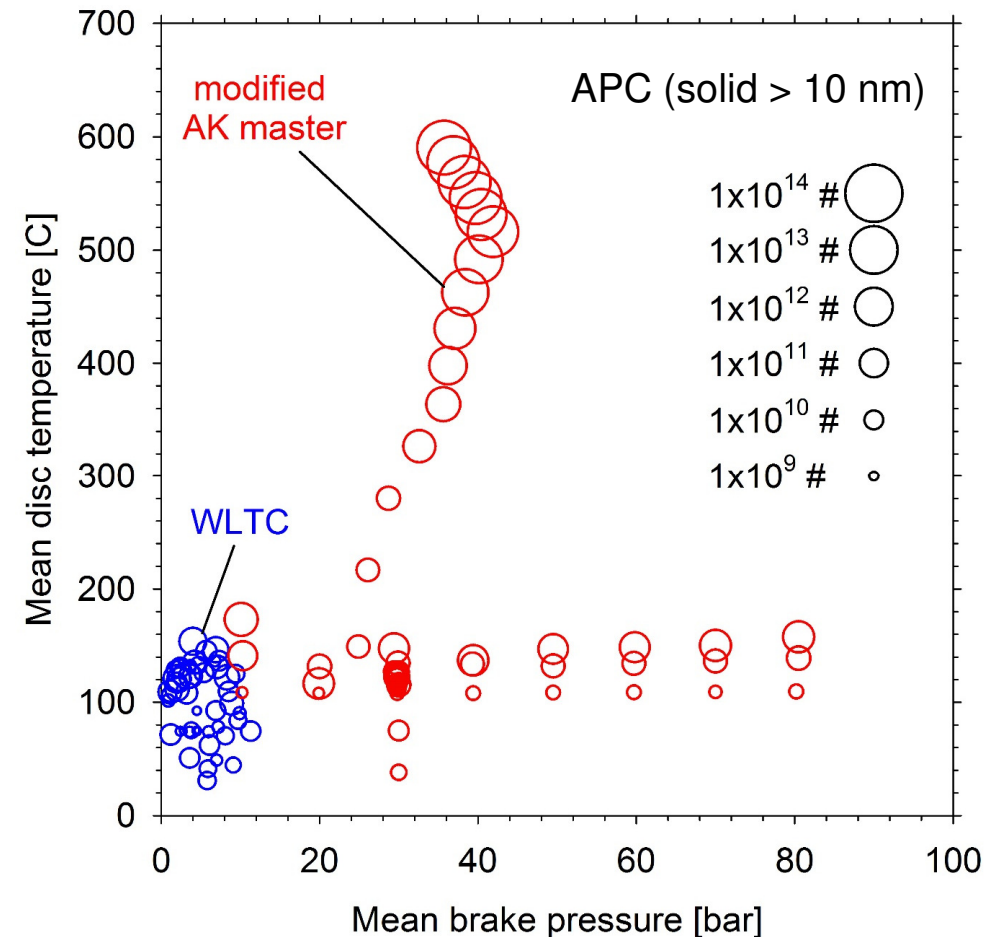 700
600
500
400
300
200
100
0
Mean disc temperature [C]
modified
AK master
APC (solid > 10 nm)
1x10^14 #
1x10^13 #
1x10^12 #
1x10^11 #
1x10^10 #
1x10^9 #
WLTC
0 20 40 60 80 100
Mean brake pressure [bar]